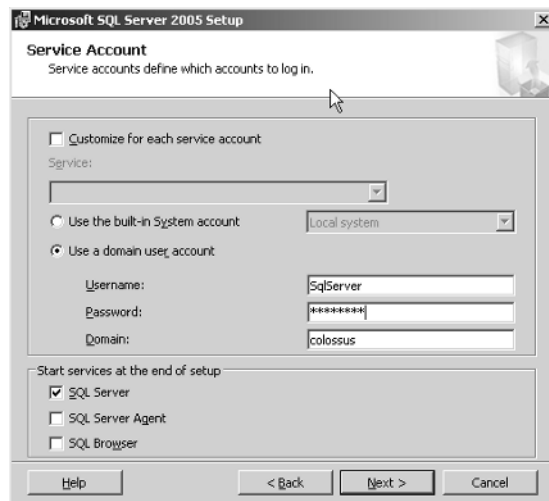 Microsoft SQL Server 2005 Setup
Service Account
Service accounts define which accounts to log in.
Customize for each service account
Service:
Use the built-in System account
Local system
Use a domain user account
Username:
SqlServer
Password:
********
Domain:
colossus
Start services at the end of setup
SQL Server
SQL Server Agent
SQL Browser
Help
< Back
Next >
Cancel